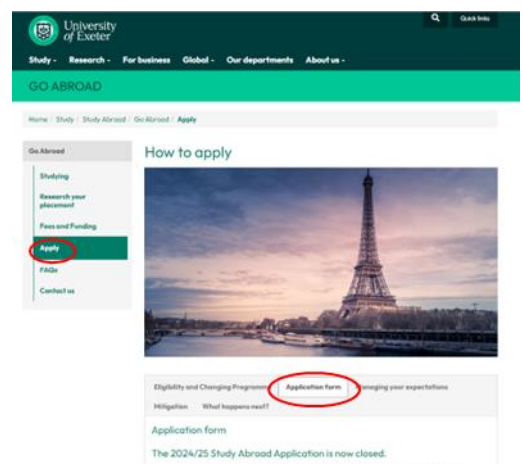 University
of Exeter
Quick links
Study - Research - For business Global - Our departments About us -
GO ABROAD
Home / Study / Study Abroad / Go Abroad / Apply
Go Abroad
How to apply
Studying
Research your
placement
Fees and Funding
Apply
FAQs
Contact us
Eligibility and Changing Programme Application form Managing your expectations
Mitigation What happens next?
Application form
The 2024/25 Study Abroad Application is now closed.